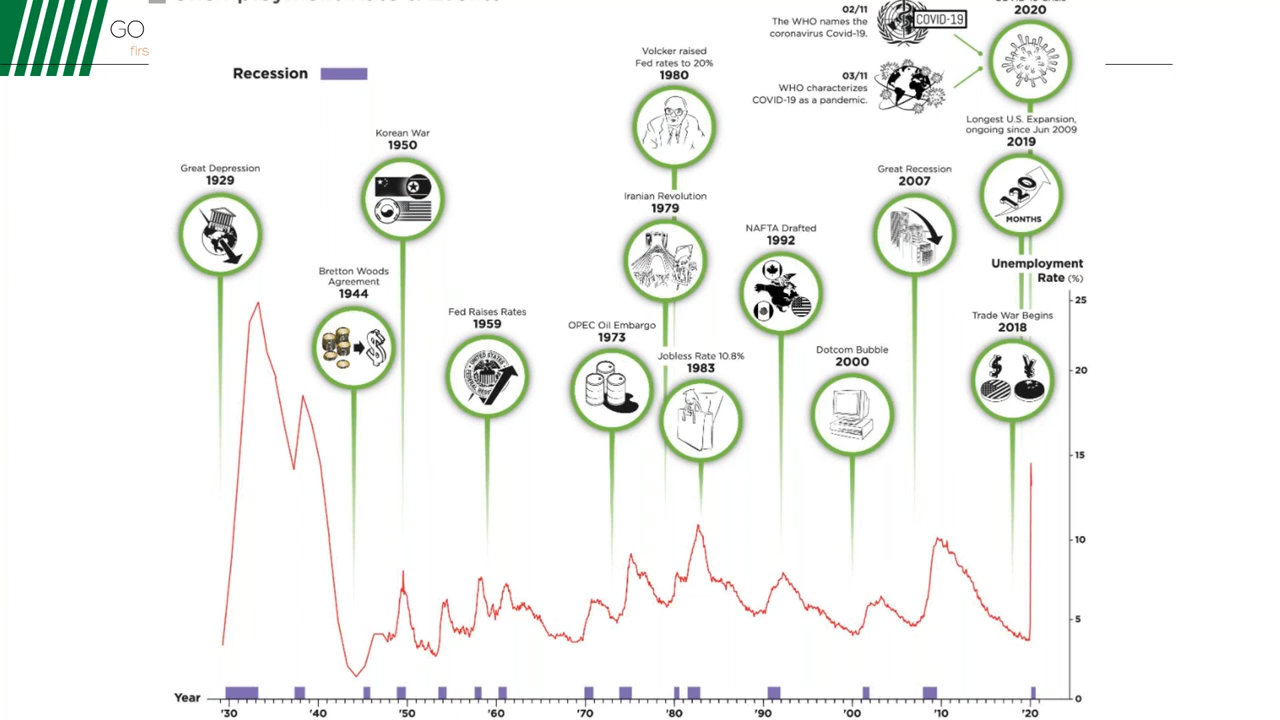 GO
firs
Recession
02/11
The WHO names the
coronavirus Covid-19.
COVID-19
2020
03/11
WHO characterizes
COVID-19 as a pandemic.
Volcker raised
Fed rates to 20%
1980
Longest U.S. Expansion,
ongoing since Jun 2009
2019
120
MONTHS
Korean War
1950
Great Depression
1929
Great Recession
2007
Iranian Revolution
1979
NAFTA Drafted
1992
Bretton Woods
Agreement
1944
Fed Raises Rates
1959
UNITED STATES
OPEC Oil Embargo
1973
Jobless Rate 10.8%
1983
Dotcom Bubble
2000
Trade War Begins
2018
Unemployment
Rate (%)
25
20
15
10
5
0
Year
'30
'40
'50
'60
'70
'80
'90
'00
'10
'20